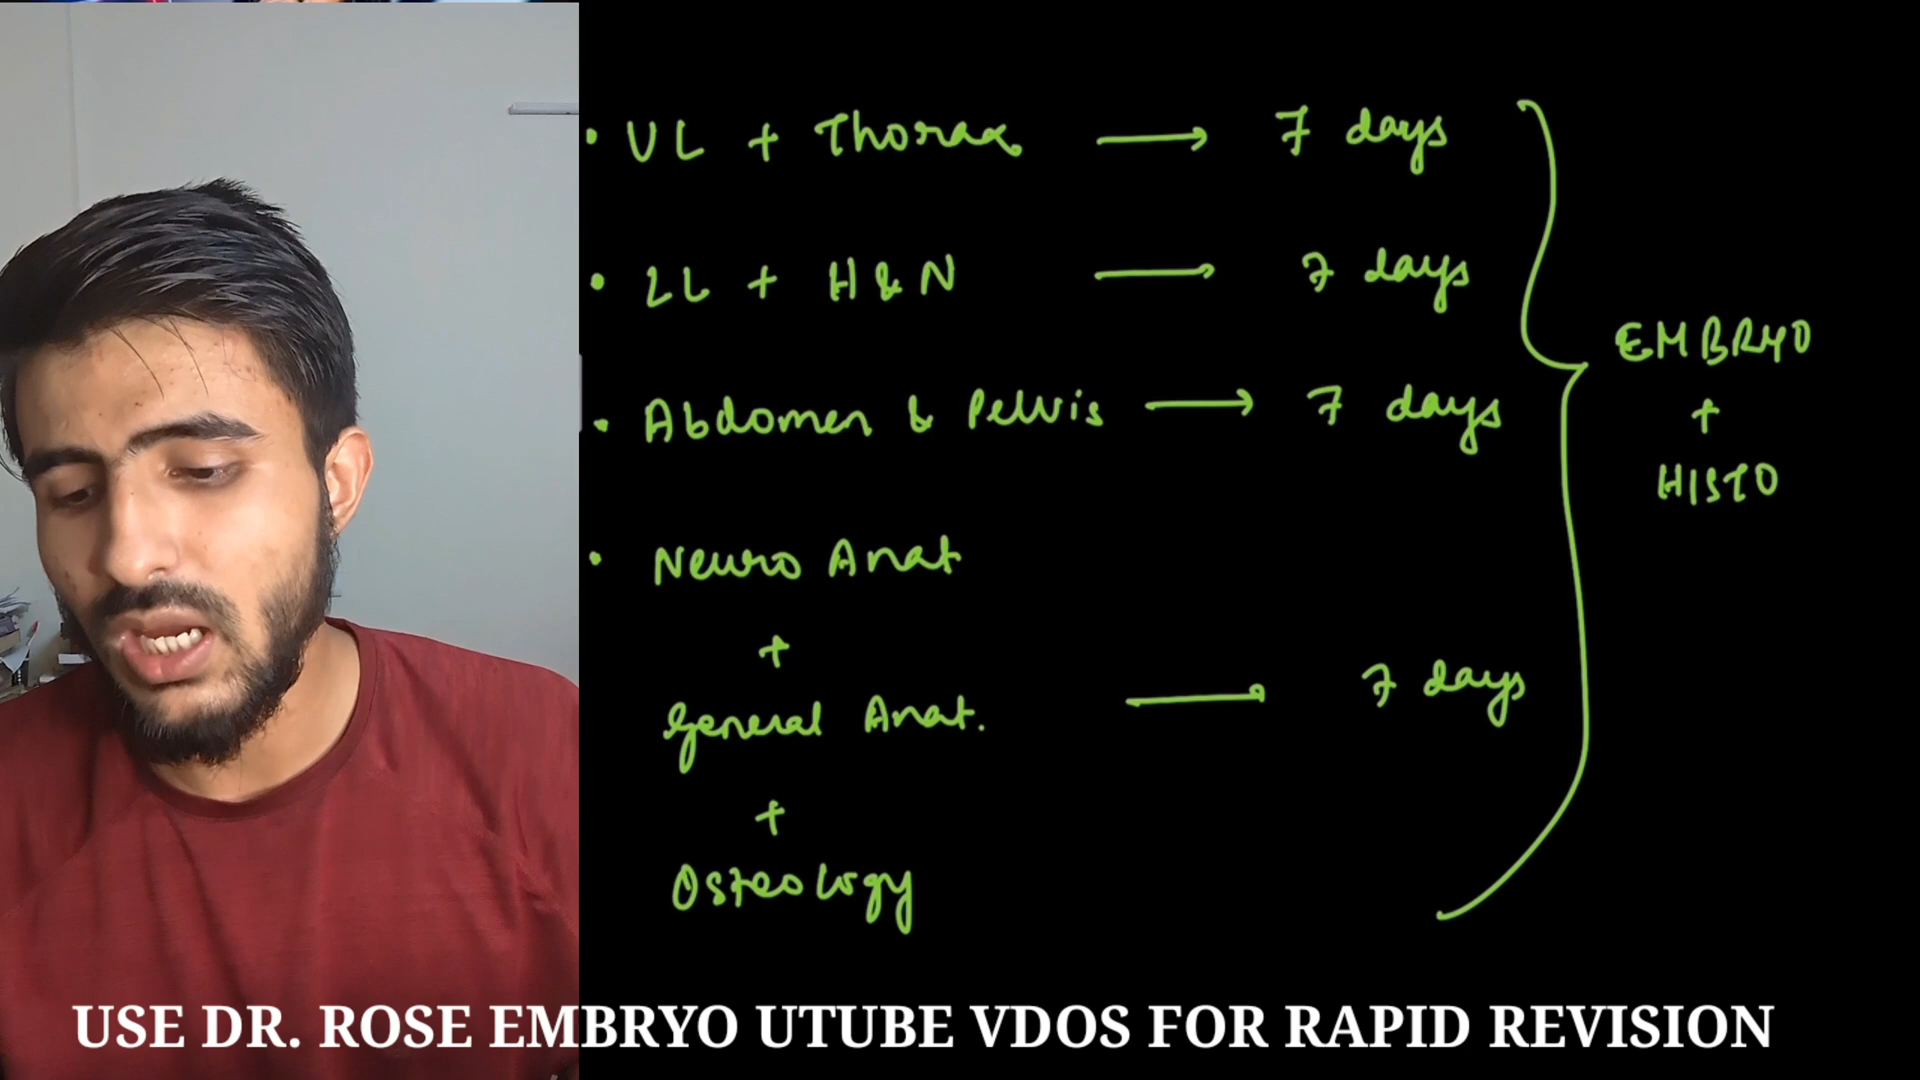 • UL + Thorax → 7 days
• LL + H & N → 7 days
• Abdomen & Pelvis → 7 days
• Neuro Anat
+
General Anat. → 7 days
+
Osteology
EMBRYO
+
HISTO
USE DR. ROSE EMBRYO UTUBE VDOS FOR RAPID REVISION